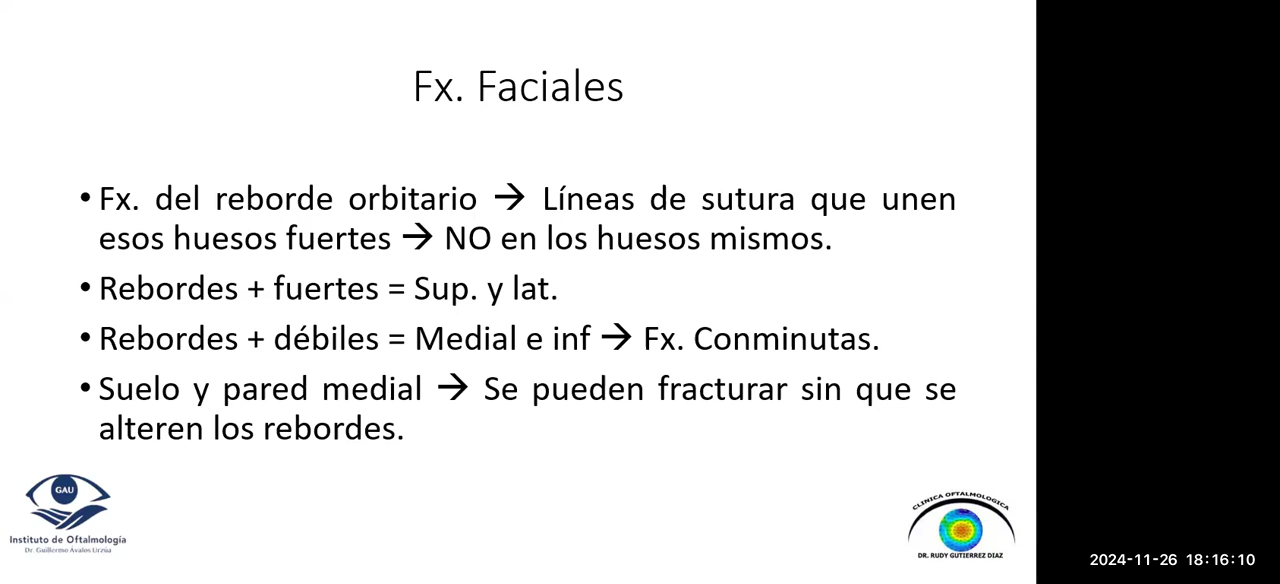 Fx. Faciales
• Fx. del reborde orbitario → Líneas de sutura que unen
esos huesos fuertes → NO en los huesos mismos.
• Rebordes + fuertes = Sup. y lat.
• Rebordes + débiles = Medial e inf → Fx. Conminutas.
• Suelo y pared medial → Se pueden fracturar sin que se
alteren los rebordes.
GAU
Instituto de Oftalmología
Dr. Guillermo Avalos Urzúa
CLINICA OFTALMOLOGICA
DR. RUDY GUTIERREZ DIAZ
2024-11-26 18:16:10